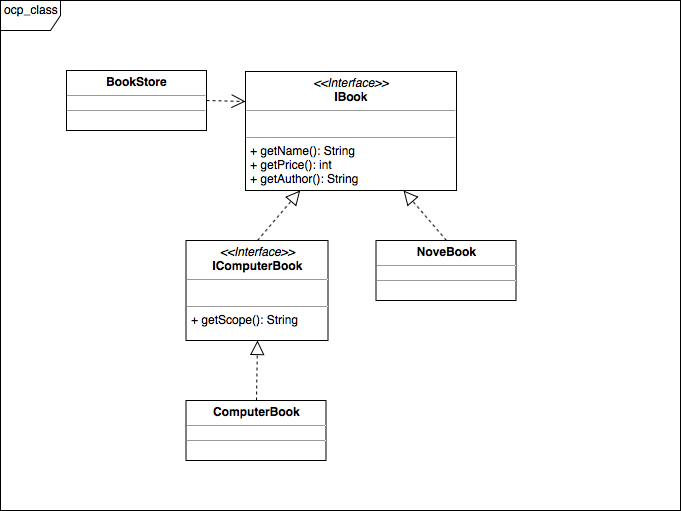 ocp_class
BookStore
<<Interface>>
IBook
+ getName(): String
+ getPrice(): int
+ getAuthor(): String
<<Interface>>
IComputerBook
+ getScope(): String
NoveBook
ComputerBook